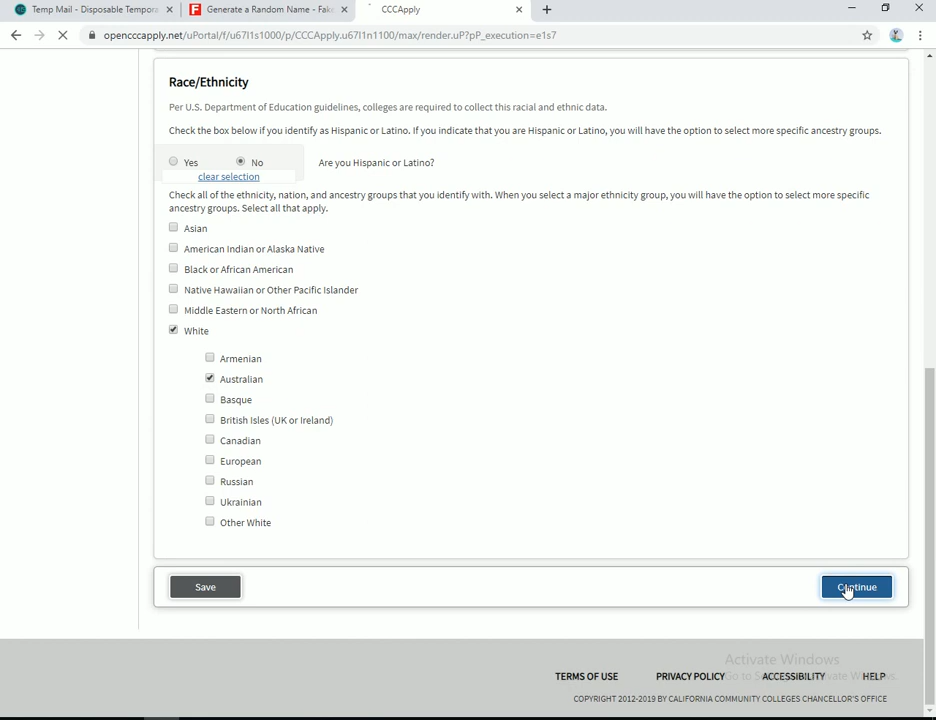 Temp Mail - Disposable Tempora
Generate a Random Name - Fak
CCCApply
opencccapply.net/uPortal/f/u67l1s1000/p/CCCApply.u67l1n1100/max/render.uP?pP_execution=e1s7
Race/Ethnicity
Per U.S. Department of Education guidelines, colleges are required to collect this racial and ethnic data.
Check the box below if you identify as Hispanic or Latino. If you indicate that you are Hispanic or Latino, you will have the option to select more specific ancestry groups.
Yes No Are you Hispanic or Latino?
clear selection
Check all of the ethnicity, nation, and ancestry groups that you identify with. When you select a major ethnicity group, you will have the option to select more specific
ancestry groups. Select all that apply.
Asian
American Indian or Alaska Native
Black or African American
Native Hawaiian or Other Pacific Islander
Middle Eastern or North African
White
Armenian
Australian
Basque
British Isles (UK or Ireland)
Canadian
European
Russian
Ukrainian
Other White
Save Continue
Activate Windows
TERMS OF USE PRIVACY POLICY ACCESSIBILITY HELP
COPYRIGHT 2012-2019 BY CALIFORNIA COMMUNITY COLLEGES CHANCELLOR'S OFFICE